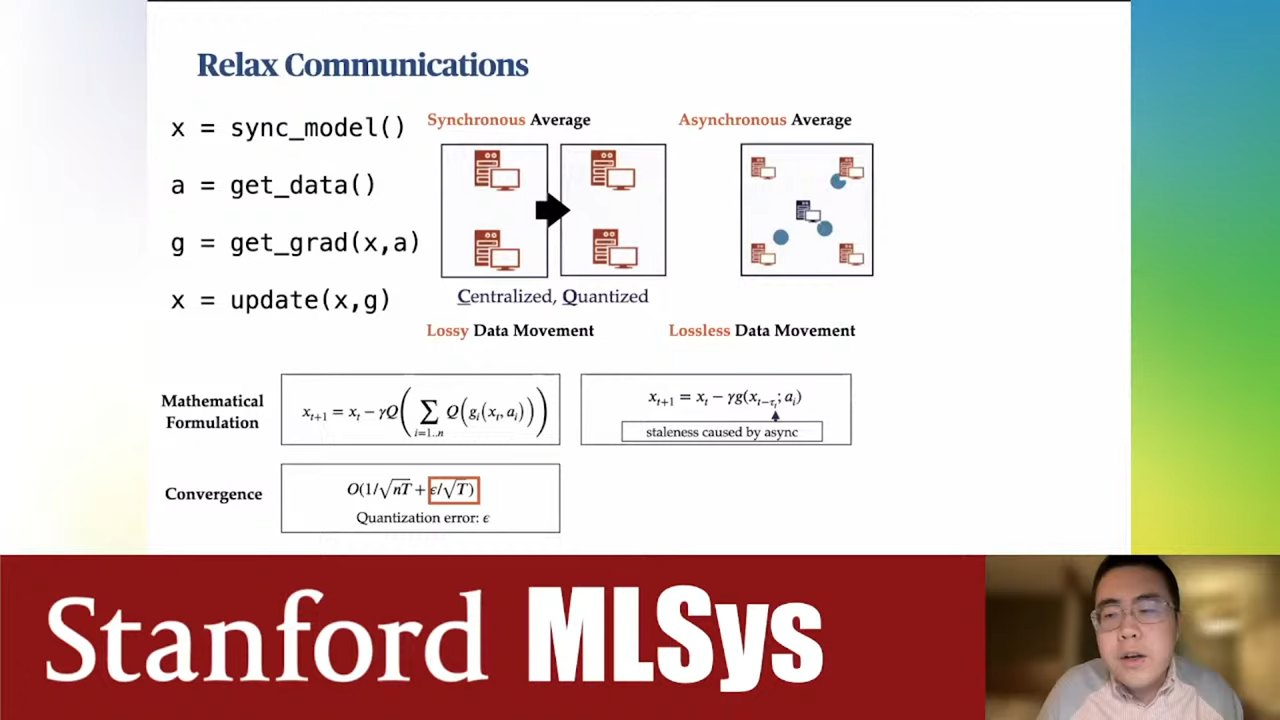 Relax Communications
x = sync_model()
a = get_data()
g = get_grad(x,a)
x = update(x,g)
Synchronous Average
Asynchronous Average
Centralized, Quantized
Lossy Data Movement
Lossless Data Movement
Mathematical
Formulation
x_{t+1} = x_t − γQ(∑_{i=1..n} Q(g_i(x_t, a_i)))
x_{t+1} = x_t − γg(x_{t−τ_t}; a_i)
staleness caused by async
Convergence
O(1/√nT + ϵ/√T)
Quantization error: ϵ
Stanford MLSys